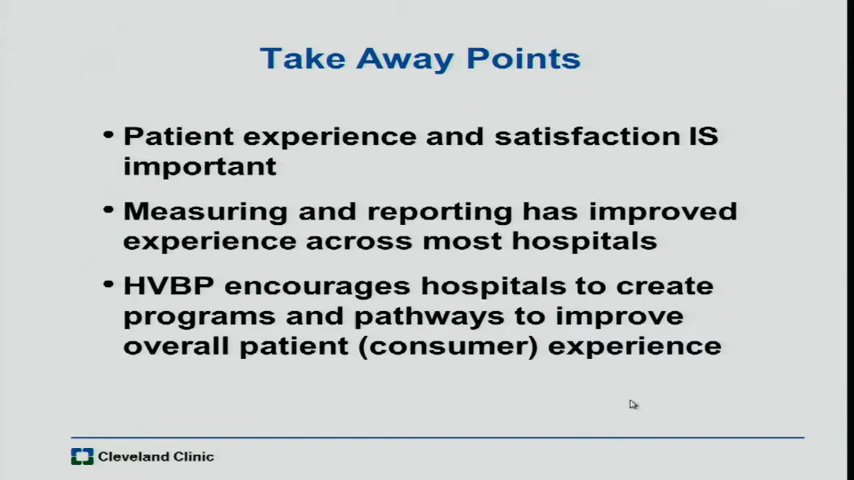 Take Away Points
• Patient experience and satisfaction IS
important
• Measuring and reporting has improved
experience across most hospitals
• HVBP encourages hospitals to create
programs and pathways to improve
overall patient (consumer) experience
Cleveland Clinic